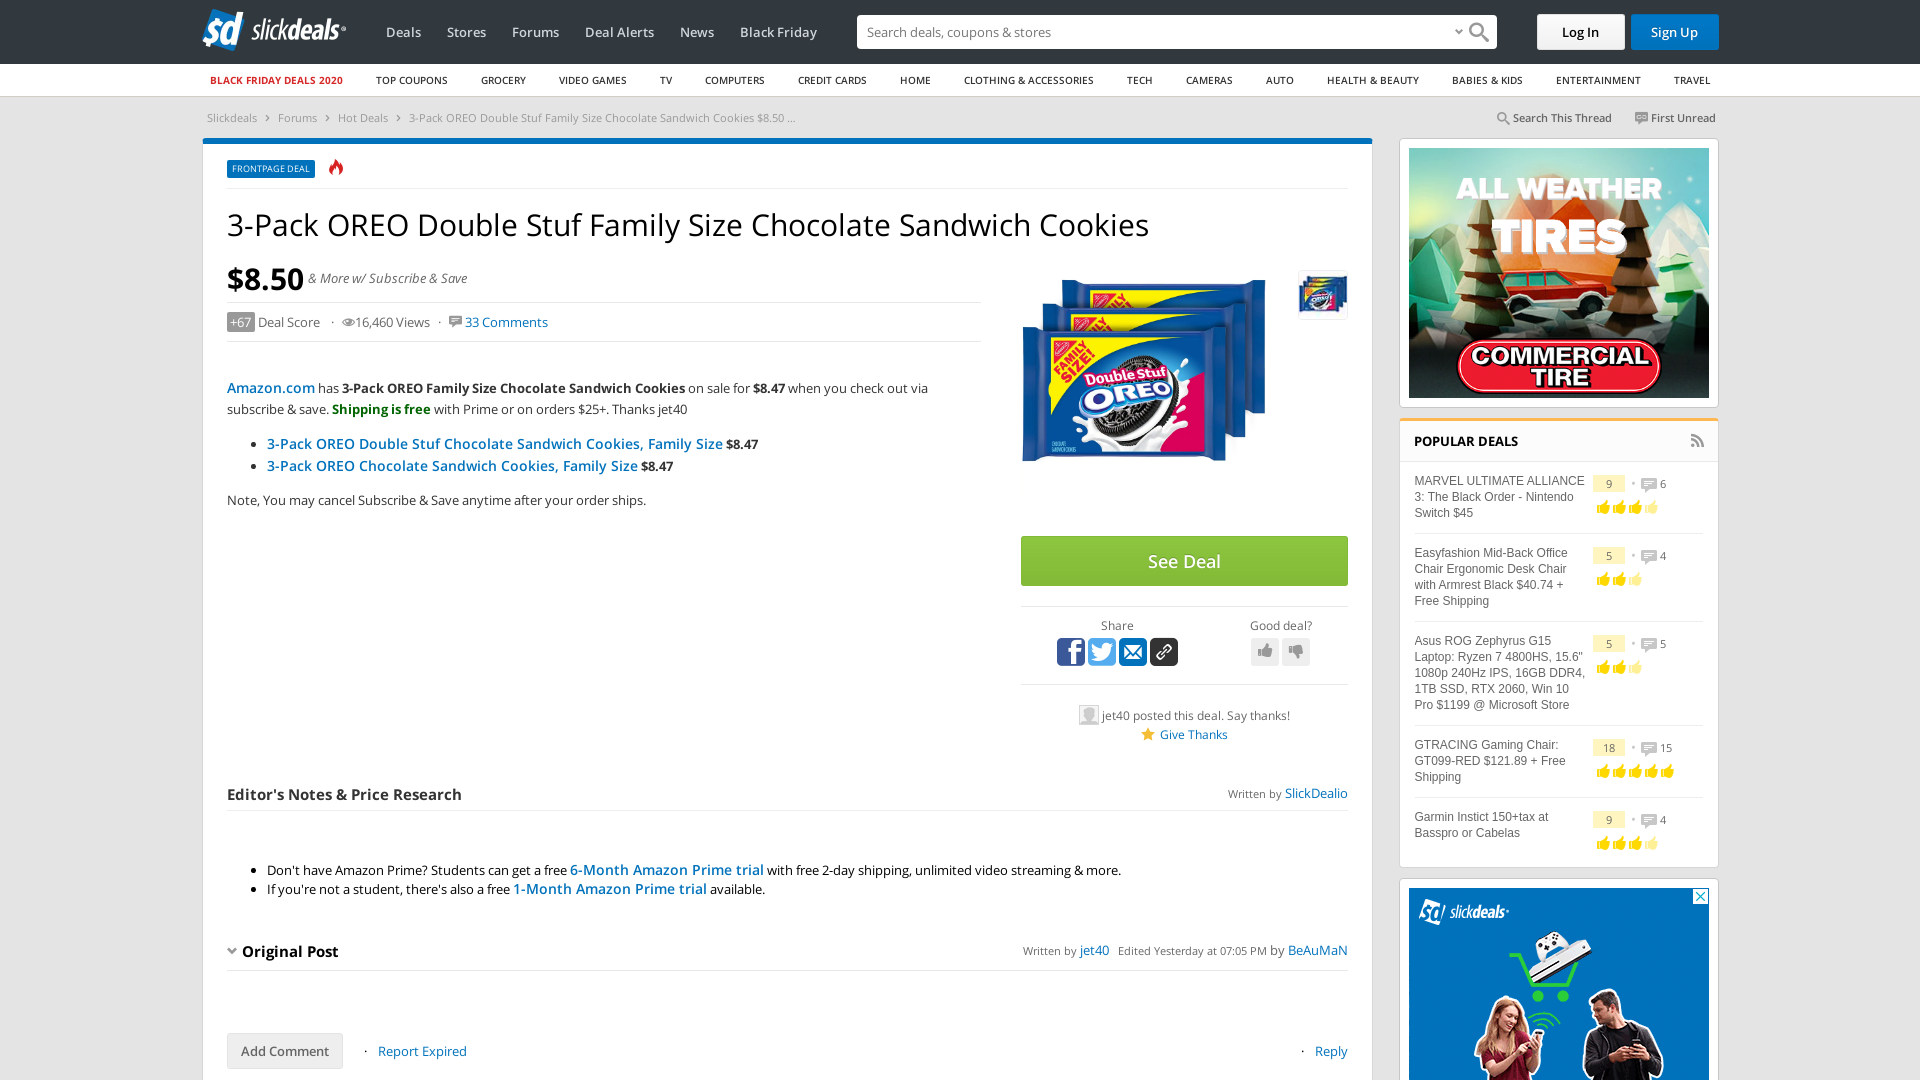 slickdeals
Deals Stores Forums Deal Alerts News Black Friday
Search deals, coupons & stores
Log In Sign Up
BLACK FRIDAY DEALS 2020 TOP COUPONS GROCERY VIDEO GAMES TV COMPUTERS CREDIT CARDS HOME CLOTHING & ACCESSORIES TECH CAMERAS AUTO HEALTH & BEAUTY BABIES & KIDS ENTERTAINMENT TRAVEL
Slickdeals › Forums › Hot Deals › 3-Pack OREO Double Stuf Family Size Chocolate Sandwich Cookies $8.50 ...
Search This Thread First Unread
FRONTPAGE DEAL
3-Pack OREO Double Stuf Family Size Chocolate Sandwich Cookies
$8.50 & More w/ Subscribe & Save
+67 Deal Score · 16,460 Views · 33 Comments
Amazon.com has 3-Pack OREO Family Size Chocolate Sandwich Cookies on sale for $8.47 when you check out via
subscribe & save. Shipping is free with Prime or on orders $25+. Thanks jet40
• 3-Pack OREO Double Stuf Chocolate Sandwich Cookies, Family Size $8.47
• 3-Pack OREO Chocolate Sandwich Cookies, Family Size $8.47
Note, You may cancel Subscribe & Save anytime after your order ships.
FAMILY SIZE!
Double Stuf
OREO
See Deal
Share Good deal?
jet40 posted this deal. Say thanks!
Give Thanks
Editor's Notes & Price Research
Written by SlickDealio
• Don't have Amazon Prime? Students can get a free 6-Month Amazon Prime trial with free 2-day shipping, unlimited video streaming & more.
• If you're not a student, there's also a free 1-Month Amazon Prime trial available.
Original Post
Written by jet40 Edited Yesterday at 07:05 PM by BeAuMaN
Add Comment · Report Expired
· Reply
ALL WEATHER
TIRES
COMMERCIAL
TIRE
POPULAR DEALS
MARVEL ULTIMATE ALLIANCE
3: The Black Order - Nintendo
Switch $45
9 • 6
Easyfashion Mid-Back Office
Chair Ergonomic Desk Chair
with Armrest Black $40.74 +
Free Shipping
5 • 4
Asus ROG Zephyrus G15
Laptop: Ryzen 7 4800HS, 15.6"
1080p 240Hz IPS, 16GB DDR4,
1TB SSD, RTX 2060, Win 10
Pro $1199 @ Microsoft Store
5 • 5
GTRACING Gaming Chair:
GT099-RED $121.89 + Free
Shipping
18 • 15
Garmin Instict 150+tax at
Basspro or Cabelas
9 • 4
slickdeals